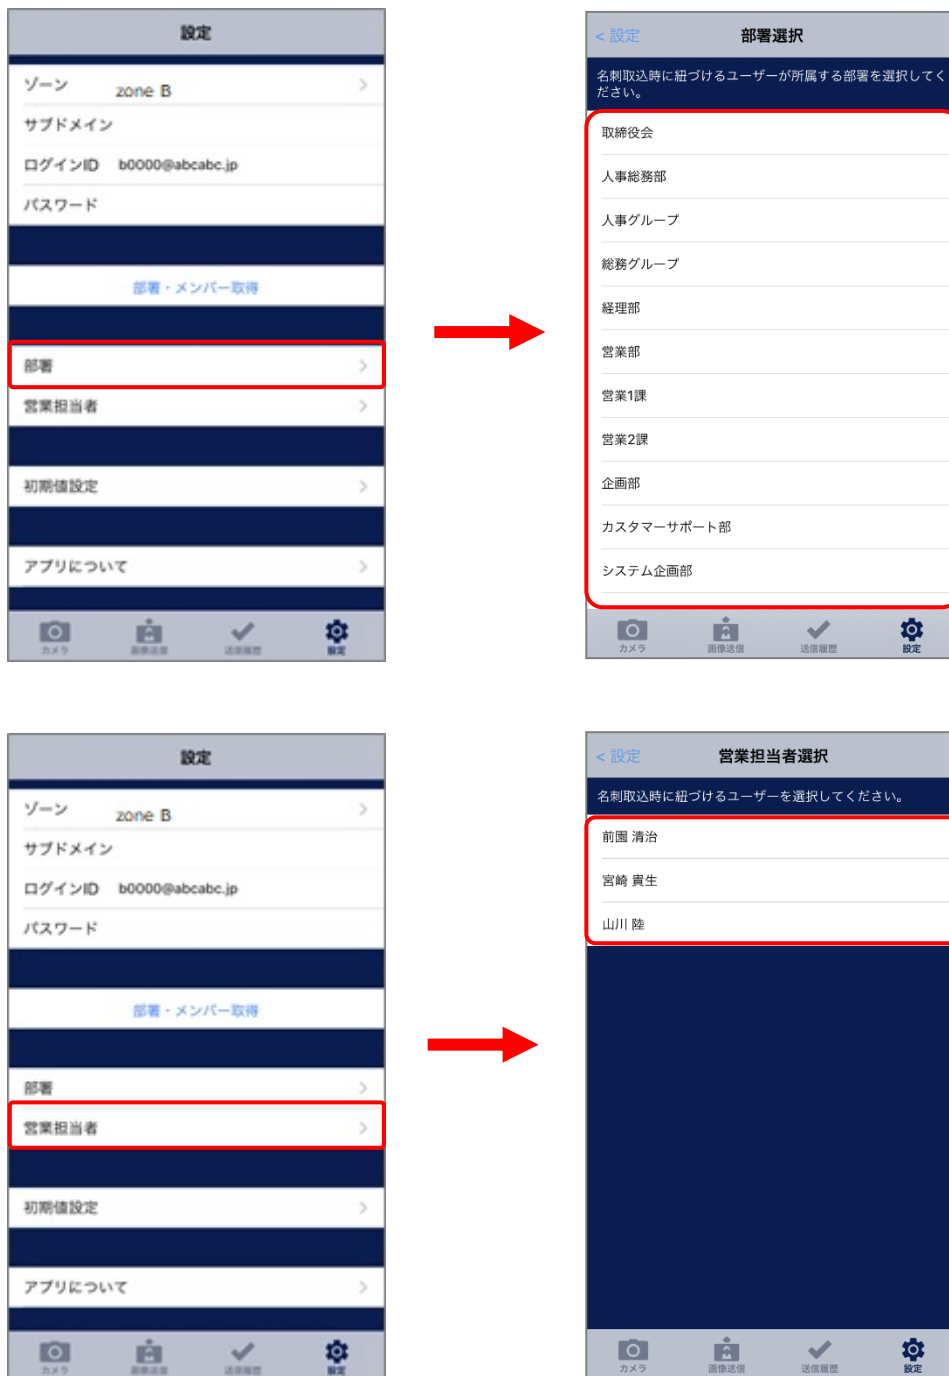 設定
ゾーン zone B
サブドメイン
ログインID b0000@abcabc.jp
パスワード
部署・メンバー取得
部署
営業担当者
初期値設定
アプリについて
カメラ 画像送信 送信履歴 設定
< 設定 部署選択
名刺取込時に紐づけるユーザーが所属する部署を選択してく
ださい。
取締役会
人事総務部
人事グループ
総務グループ
経理部
営業部
営業1課
営業2課
企画部
カスタマーサポート部
システム企画部
カメラ 画像送信 送信履歴 設定
設定
ゾーン zone B
サブドメイン
ログインID b0000@abcabc.jp
パスワード
部署・メンバー取得
部署
営業担当者
初期値設定
アプリについて
カメラ 画像送信 送信履歴 設定
< 設定 営業担当者選択
名刺取込時に紐づけるユーザーを選択してください。
前園 清治
宮崎 貴生
山川 陸
カメラ 画像送信 送信履歴 設定